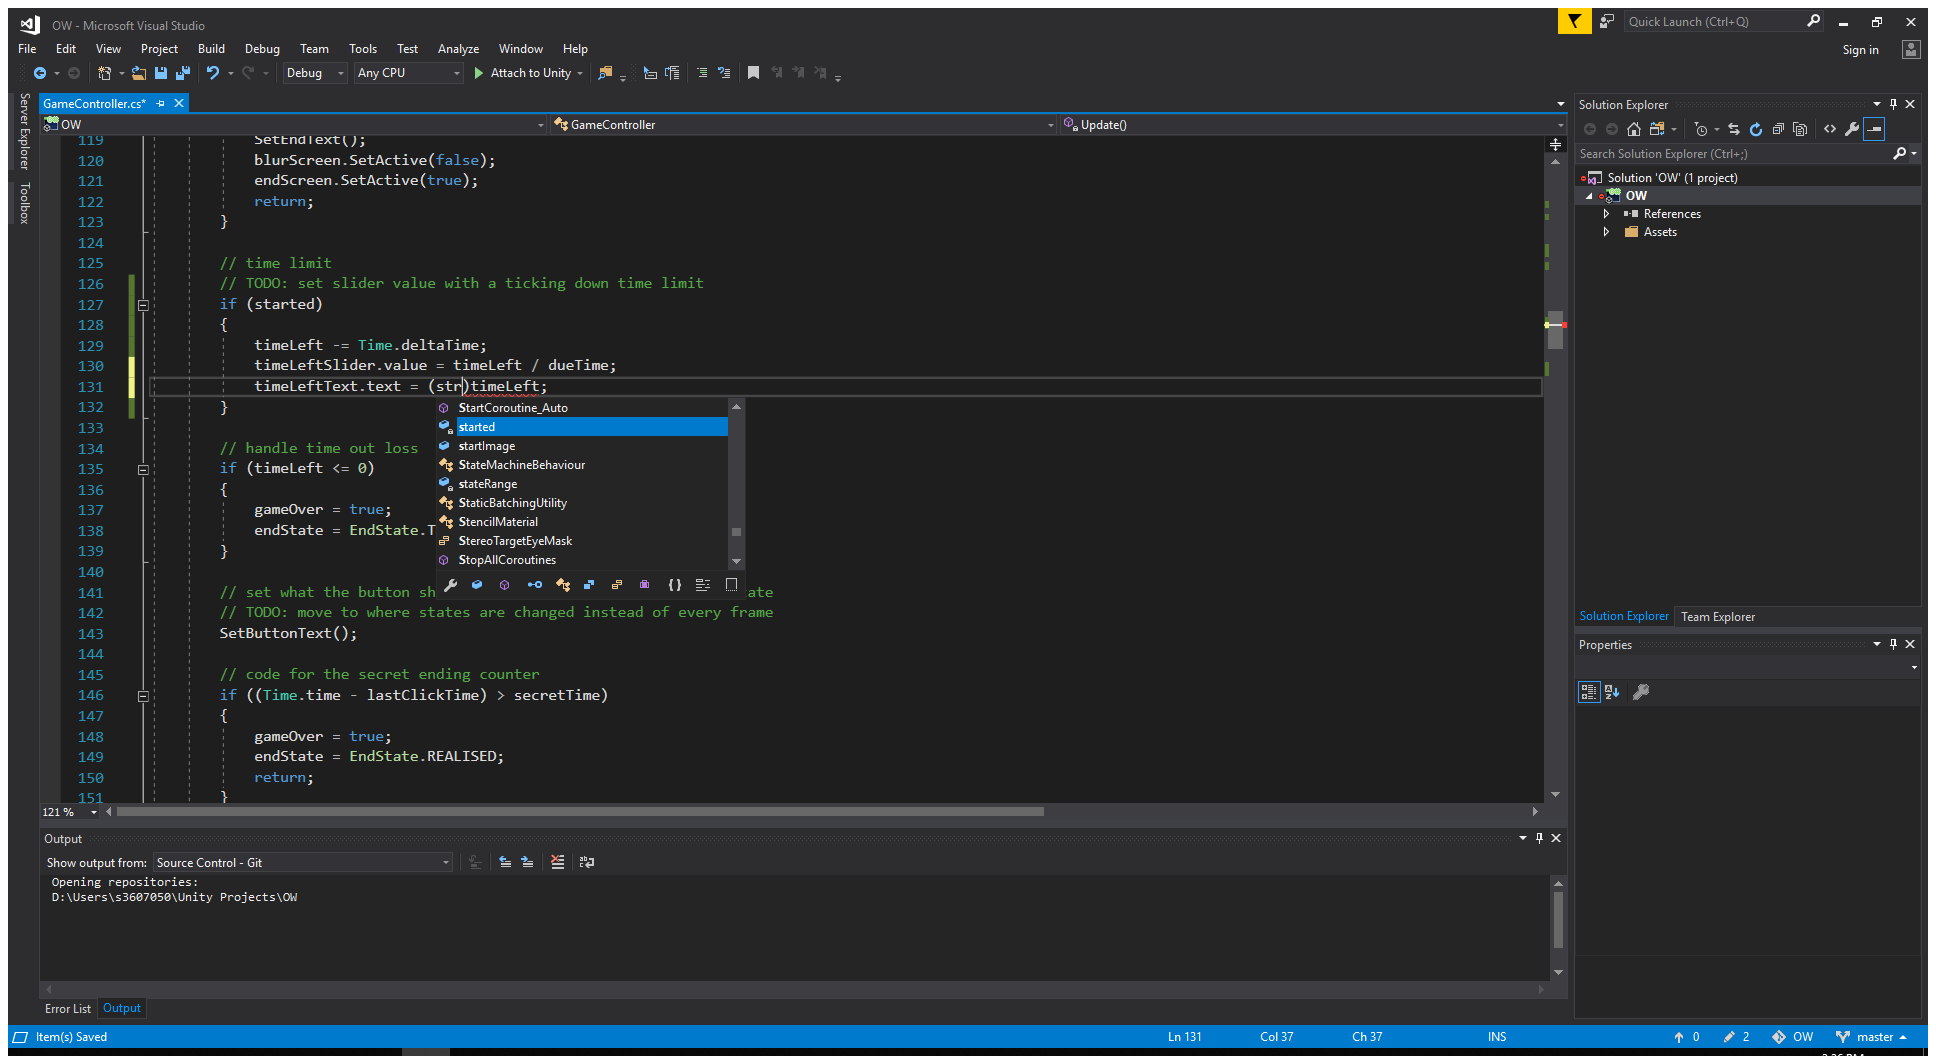 OW - Microsoft Visual Studio
Quick Launch (Ctrl+Q)
File Edit View Project Build Debug Team Tools Test Analyze Window Help
Sign in
Debug Any CPU Attach to Unity
Server Explorer
Toolbox
GameController.cs*
OW GameController Update()
119 SetEndText();
120 blurScreen.SetActive(false);
121 endScreen.SetActive(true);
122 return;
123 }
124
125 // time limit
126 // TODO: set slider value with a ticking down time limit
127 if (started)
128 {
129 timeLeft -= Time.deltaTime;
130 timeLeftSlider.value = timeLeft / dueTime;
131 timeLeftText.text = (str)timeLeft;
132 }
133
134 // handle time out loss
135 if (timeLeft <= 0)
136 {
137 gameOver = true;
138 endState = EndState.T
139 }
140
141 // set what the button sh ate
142 // TODO: move to where states are changed instead of every frame
143 SetButtonText();
144
145 // code for the secret ending counter
146 if ((Time.time - lastClickTime) > secretTime)
147 {
148 gameOver = true;
149 endState = EndState.REALISED;
150 return;
151 }
StartCoroutine_Auto
started
startImage
StateMachineBehaviour
stateRange
StaticBatchingUtility
StencilMaterial
StereoTargetEyeMask
StopAllCoroutines
121 %
Output
Show output from: Source Control - Git
Opening repositories:
D:\Users\s3607050\Unity Projects\OW
Error List Output
Solution Explorer
Search Solution Explorer (Ctrl+;)
Solution 'OW' (1 project)
OW
References
Assets
Solution Explorer Team Explorer
Properties
Item(s) Saved Ln 131 Col 37 Ch 37 INS 0 2 OW master